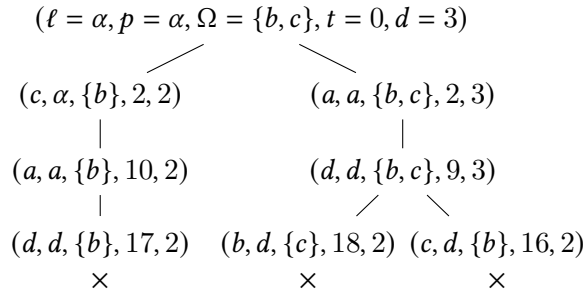 (ℓ = α, p = α, Ω = {b, c}, t = 0, d = 3)
(c, α, {b}, 2, 2) (a, a, {b, c}, 2, 3)
(a, a, {b}, 10, 2) (d, d, {b, c}, 9, 3)
(d, d, {b}, 17, 2) (b, d, {c}, 18, 2) (c, d, {b}, 16, 2)
× × ×